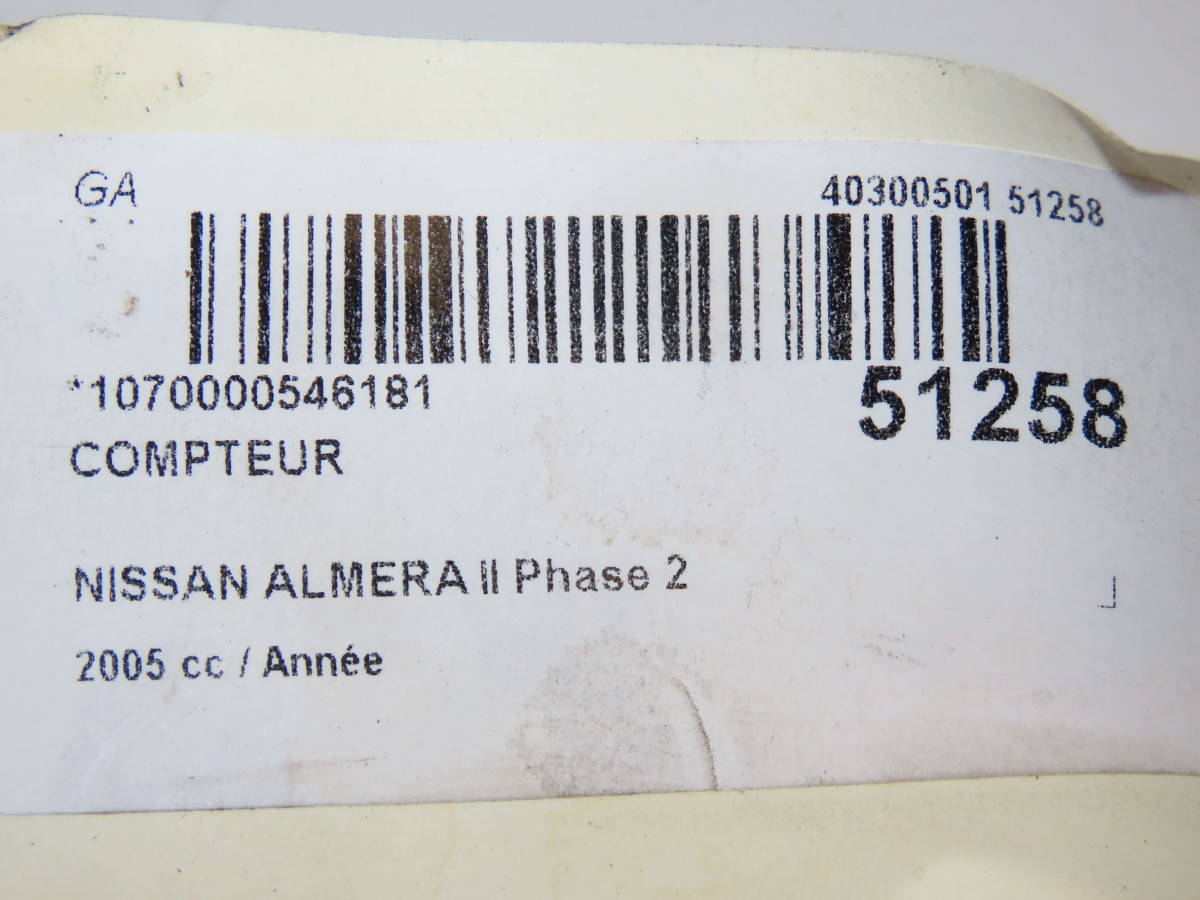 GA
40300501 51258
*1070000546181
51258
COMPTEUR
NISSAN ALMERA II Phase 2
2005 cc / Année